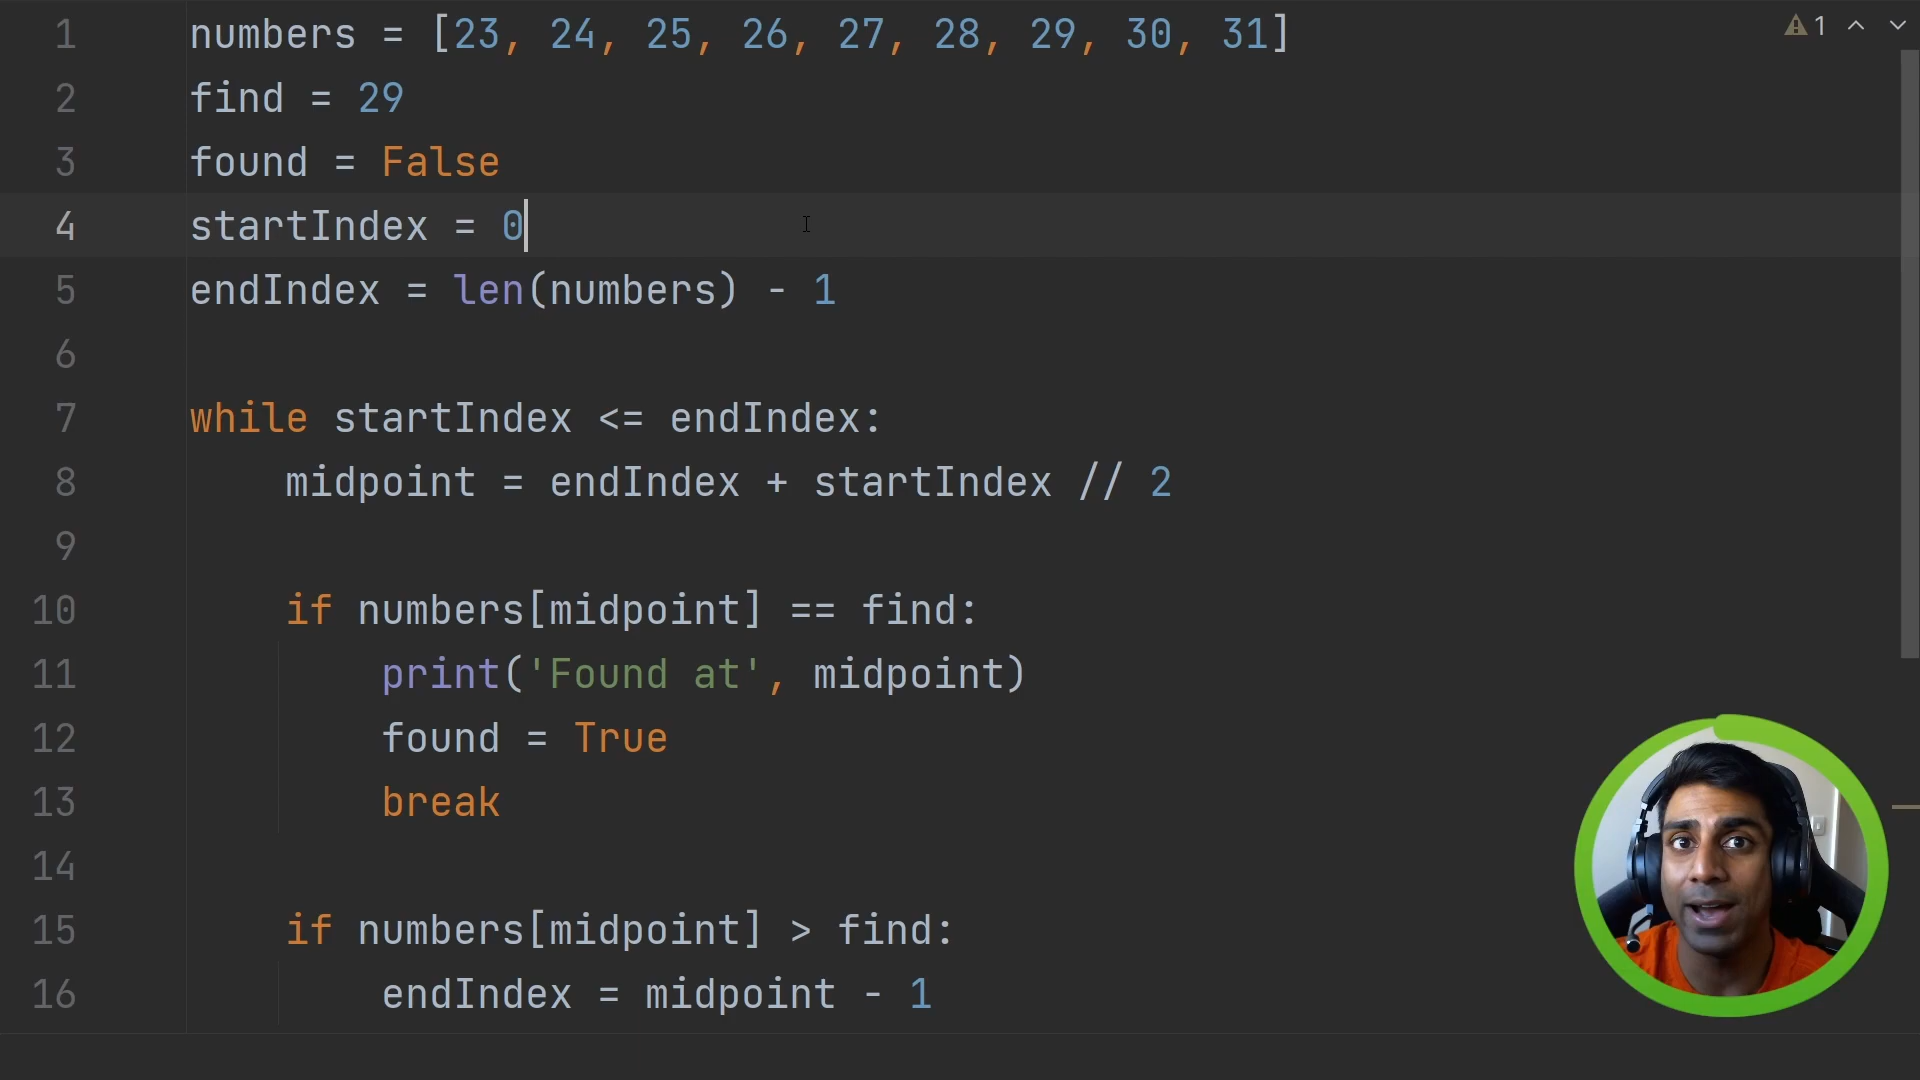 1 numbers = [23, 24, 25, 26, 27, 28, 29, 30, 31]
1
2 find = 29
3 found = False
4 startIndex = 0
5 endIndex = len(numbers) - 1
6
7 while startIndex <= endIndex:
8 midpoint = endIndex + startIndex // 2
9
10 if numbers[midpoint] == find:
11 print('Found at', midpoint)
12 found = True
13 break
14
15 if numbers[midpoint] > find:
16 endIndex = midpoint - 1